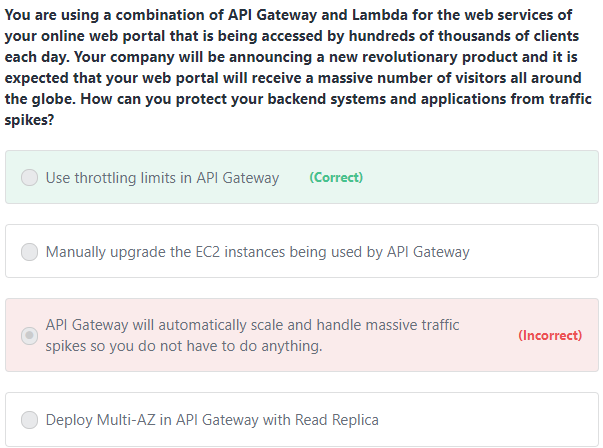 You are using a combination of API Gateway and Lambda for the web services of
your online web portal that is being accessed by hundreds of thousands of clients
each day. Your company will be announcing a new revolutionary product and it is
expected that your web portal will receive a massive number of visitors all around
the globe. How can you protect your backend systems and applications from traffic
spikes?
Use throttling limits in API Gateway (Correct)
Manually upgrade the EC2 instances being used by API Gateway
API Gateway will automatically scale and handle massive traffic
spikes so you do not have to do anything.
(Incorrect)
Deploy Multi-AZ in API Gateway with Read Replica